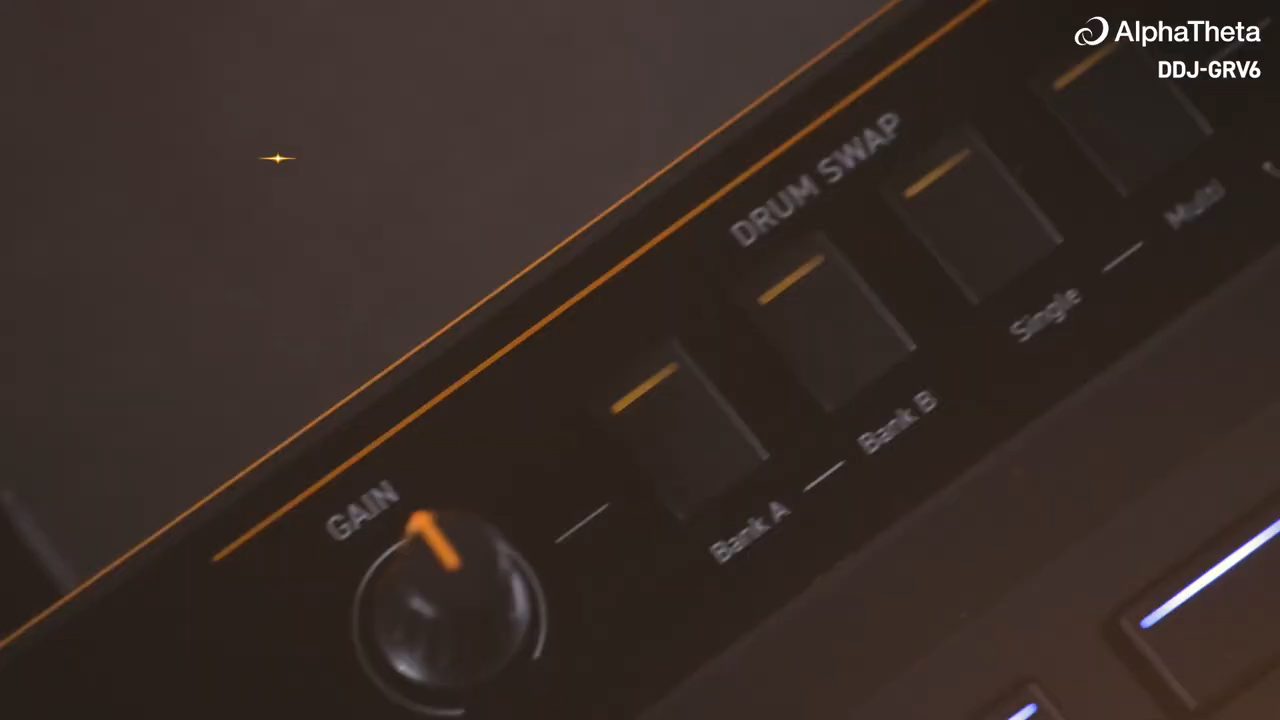 AlphaTheta
DDJ-GRV6
DRUM SWAP
Multi
Single
Bank B
GAIN
Bank A